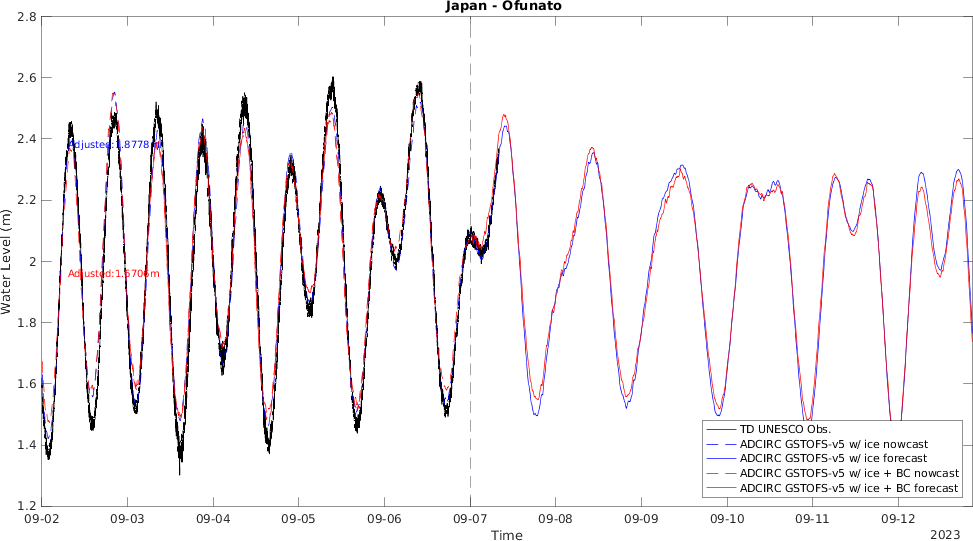 Japan - Ofunato
2.8
2.6
2.4
2.2
2
1.8
1.6
1.4
1.2
Water Level (m)
Adjusted:1.8778m
Adjusted:1.6706m
TD UNESCO Obs.
ADCIRC GSTOFS-v5 w/ ice nowcast
ADCIRC GSTOFS-v5 w/ ice forecast
ADCIRC GSTOFS-v5 w/ ice + BC nowcast
ADCIRC GSTOFS-v5 w/ ice + BC forecast
09-02 09-03 09-04 09-05 09-06 09-07 09-08 09-09 09-10 09-11 09-12
Time
2023